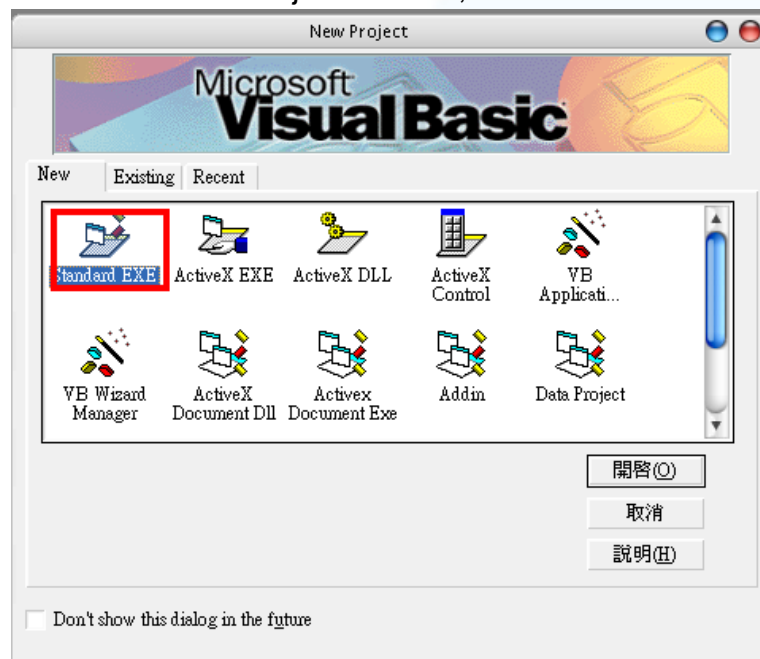 New Project
Microsoft
Visual Basic
New Existing Recent
Standard EXE ActiveX EXE ActiveX DLL ActiveX Control VB Applicati...
VB Wizard Manager ActiveX Document Dll Activex Document Exe Addin Data Project
開啓(O)
取消
說明(H)
Don't show this dialog in the future